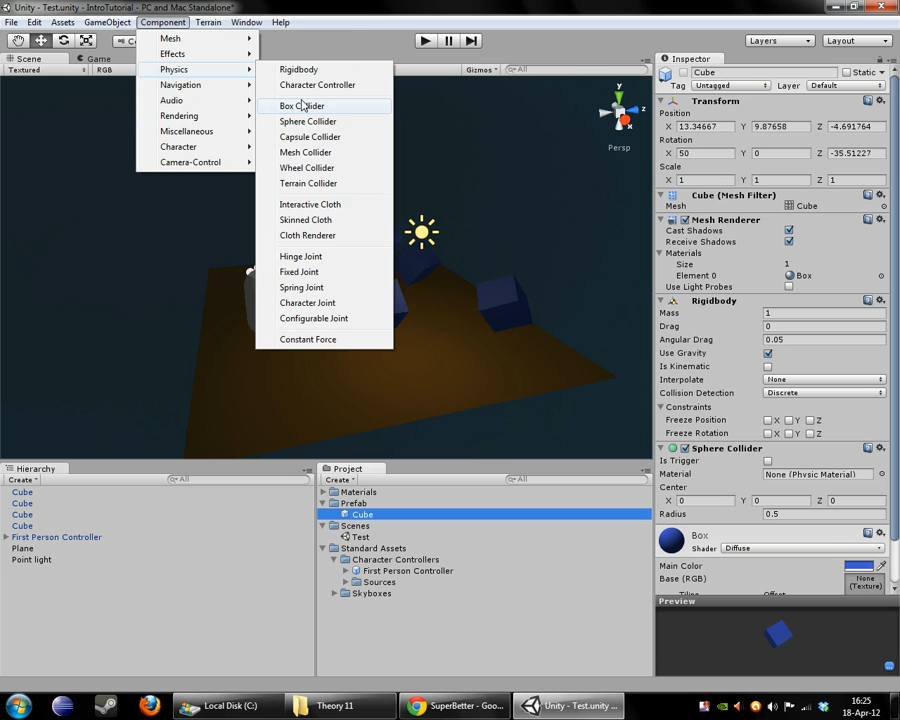 Unity - Test.unity - IntroTutorial - PC and Mac Standalone*
File Edit Assets GameObject Component Terrain Window Help
Layers Layout
Mesh
Effects
Physics
Navigation
Audio
Rendering
Miscellaneous
Character
Camera-Control
Rigidbody
Character Controller
Box Collider
Sphere Collider
Capsule Collider
Mesh Collider
Wheel Collider
Terrain Collider
Interactive Cloth
Skinned Cloth
Cloth Renderer
Hinge Joint
Fixed Joint
Spring Joint
Character Joint
Configurable Joint
Constant Force
Scene Game
Textured RGB Gizmos All
y
x
z
Persp
Inspector
Cube Static
Tag Untagged Layer Default
Transform
Position
X 13.34667 Y 9.87658 Z -4.691764
Rotation
X 50 Y 0 Z -35.51227
Scale
X 1 Y 1 Z 1
Cube (Mesh Filter)
Mesh Cube
Mesh Renderer
Cast Shadows
Receive Shadows
Materials
Size 1
Element 0 Box
Use Light Probes
Rigidbody
Mass 1
Drag 0
Angular Drag 0.05
Use Gravity
Is Kinematic
Interpolate None
Collision Detection Discrete
Constraints
Freeze Position X Y Z
Freeze Rotation X Y Z
Sphere Collider
Is Trigger
Material None (Physic Material)
Center
X 0 Y 0 Z 0
Radius 0.5
Box
Shader Diffuse
Main Color
Base (RGB) None (Texture)
Tiling Offset
Preview
Hierarchy
Create All
Cube
Cube
Cube
Cube
First Person Controller
Plane
Point light
Project
Create All
Materials
Prefab
Cube
Scenes
Test
Standard Assets
Character Controllers
First Person Controller
Sources
Skyboxes
Local Disk (C:) Theory 11 SuperBetter - Goo... Unity - Test.unity ...
16:25
18-Apr-12